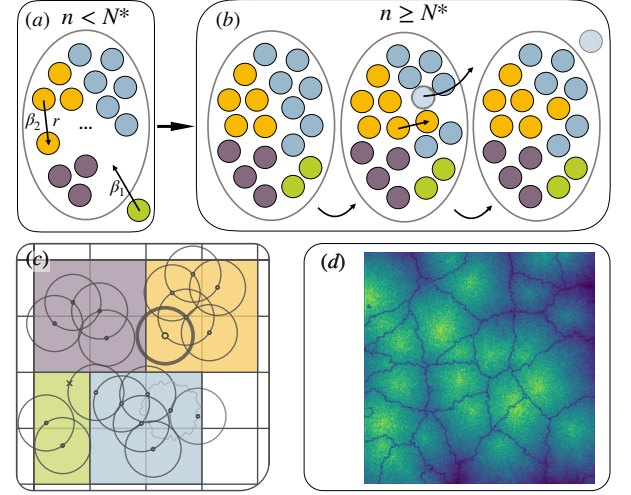 (a) n < N*
β₂ r
...
β₁
(b) n ≥ N*
(c)
(d)